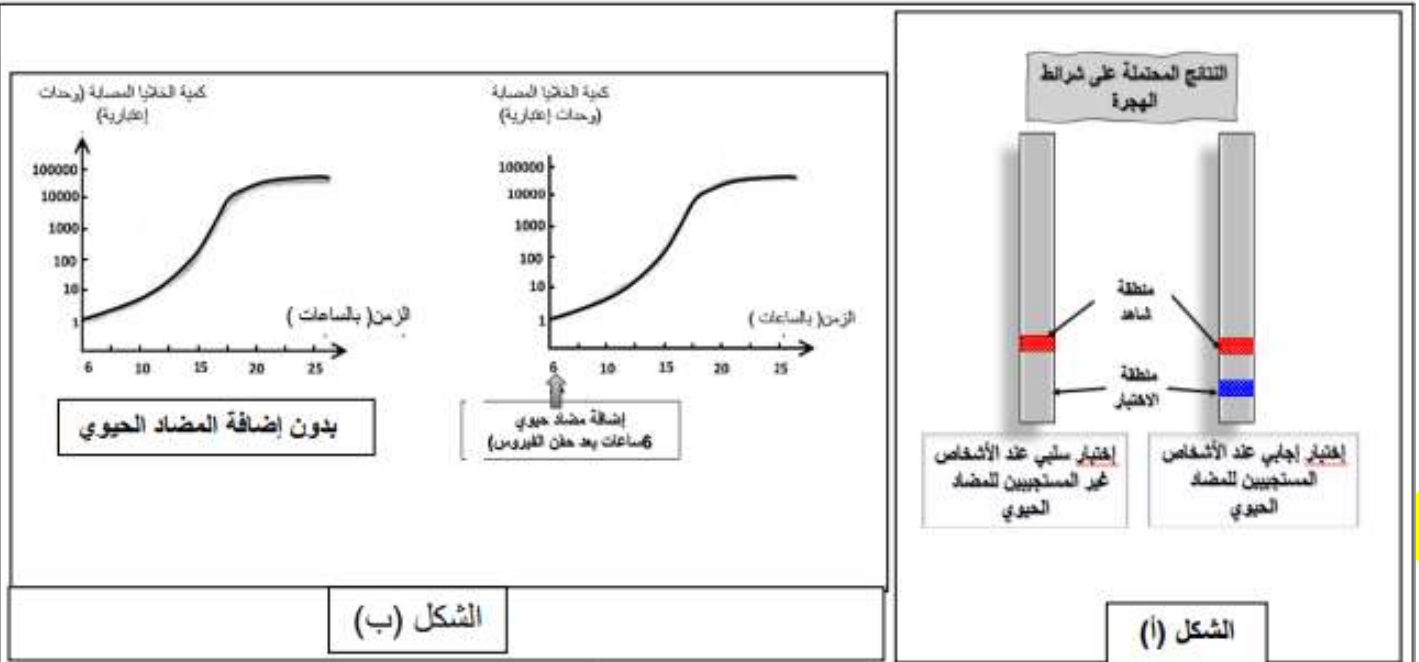 النتائج المحتملة على شرائط
الهجرة
منطقة
شاهد
منطقة
الاختبار
إختبار إجابي عند الأشخاص
المستجيبين للمضاد
الحيوي
إختبار سلبي عند الأشخاص
غير المستجيبين للمضاد
الحيوي
الشكل (أ)
كمية الخلايا المصابة
(وحدات إعتبارية)
100000
10000
1000
100
10
1
الزمن( بالساعات )
6 10 15 20 15
إضافة مضاد حيوي
6ساعات بعد حقن الفيروس)
كمية الخلايا المصابة (وحدات
إعتبارية)
100000
10000
1000
100
10
1
الزمن( بالساعات )
6 10 15 20 25
بدون إضافة المضاد الحيوي
الشكل (ب)